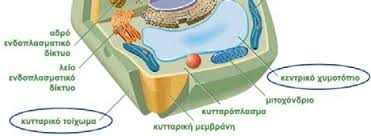 αδρό
ενδοπλασματικό
δίκτυο
λείο
ενδοπλασματικό
δίκτυο
κυτταρικό τοίχωμα
κεντρικό χυμοτόπιο
μιτοχόνδριο
κυτταρόπλασμα
κυτταρική μεμβράνη